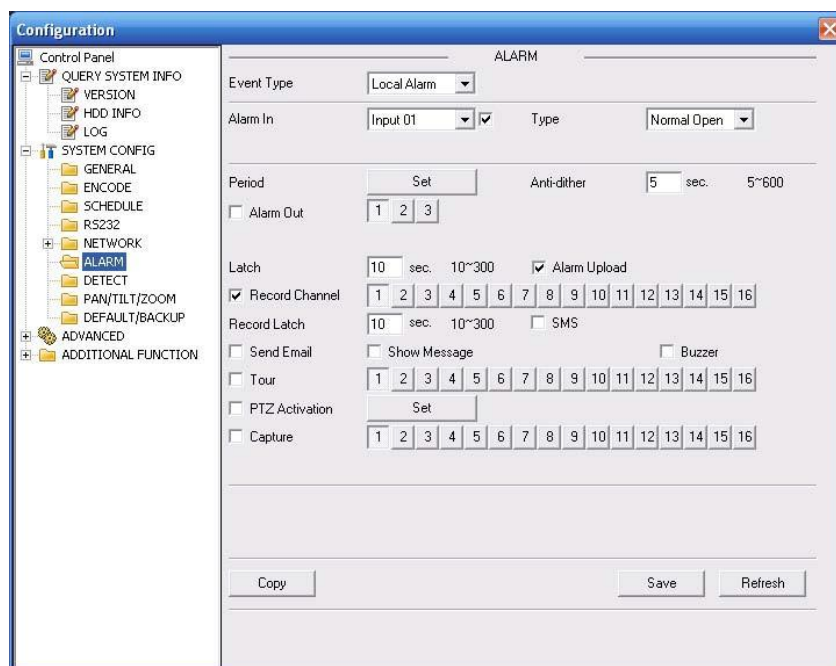 Configuration
Control Panel
QUERY SYSTEM INFO
VERSION
HDD INFO
LOG
SYSTEM CONFIG
GENERAL
ENCODE
SCHEDULE
RS232
NETWORK
ALARM
DETECT
PAN/TILT/ZOOM
DEFAULT/BACKUP
ADVANCED
ADDITIONAL FUNCTION
ALARM
Event Type Local Alarm
Alarm In Input 01 Type Normal Open
Period Set Anti-dither 5 sec. 5~600
Alarm Out 1 2 3
Latch 10 sec. 10~300 Alarm Upload
Record Channel 1 2 3 4 5 6 7 8 9 10 11 12 13 14 15 16
Record Latch 10 sec. 10~300 SMS
Send Email Show Message Buzzer
Tour 1 2 3 4 5 6 7 8 9 10 11 12 13 14 15 16
PTZ Activation Set
Capture 1 2 3 4 5 6 7 8 9 10 11 12 13 14 15 16
Copy Save Refresh